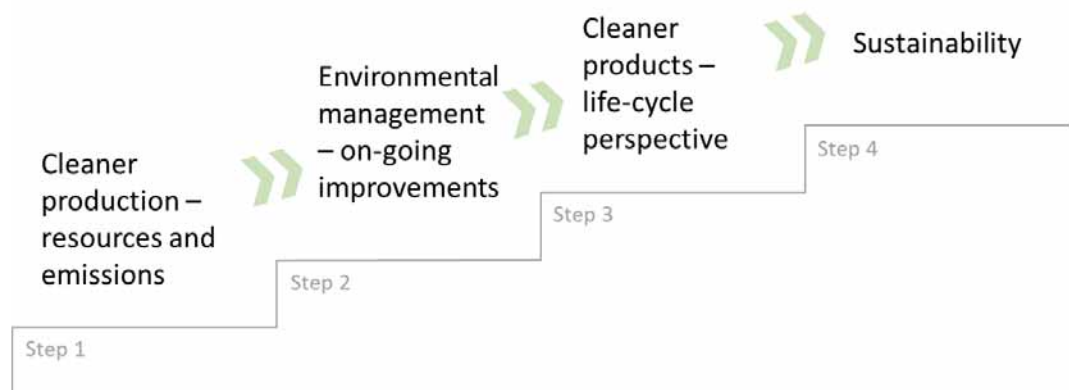 Cleaner
production –
resources and
emissions
Step 1
Environmental
management
– on-going
improvements
Step 2
Cleaner
products –
life-cycle
perspective
Step 3
Sustainability
Step 4